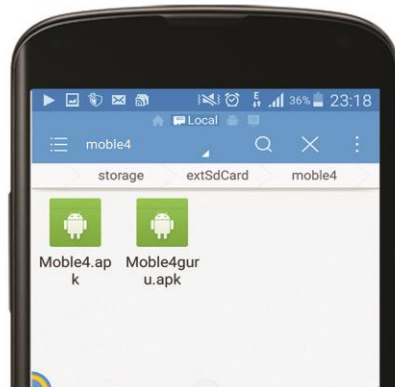 E 36% 23:18
Local
moble4
storage extSdCard moble4
Moble4.ap
k
Moble4gur
u.apk